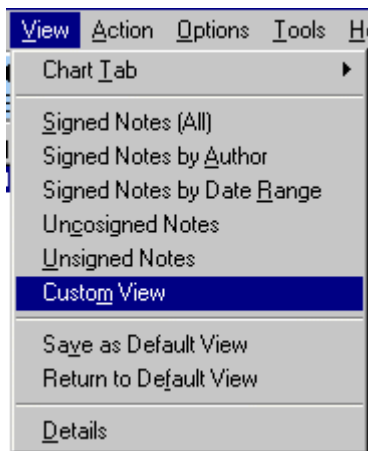 View Action Options Tools
Chart Tab
Signed Notes (All)
Signed Notes by Author
Signed Notes by Date Range
Uncosigned Notes
Unsigned Notes
Custom View
Save as Default View
Return to Default View
Details